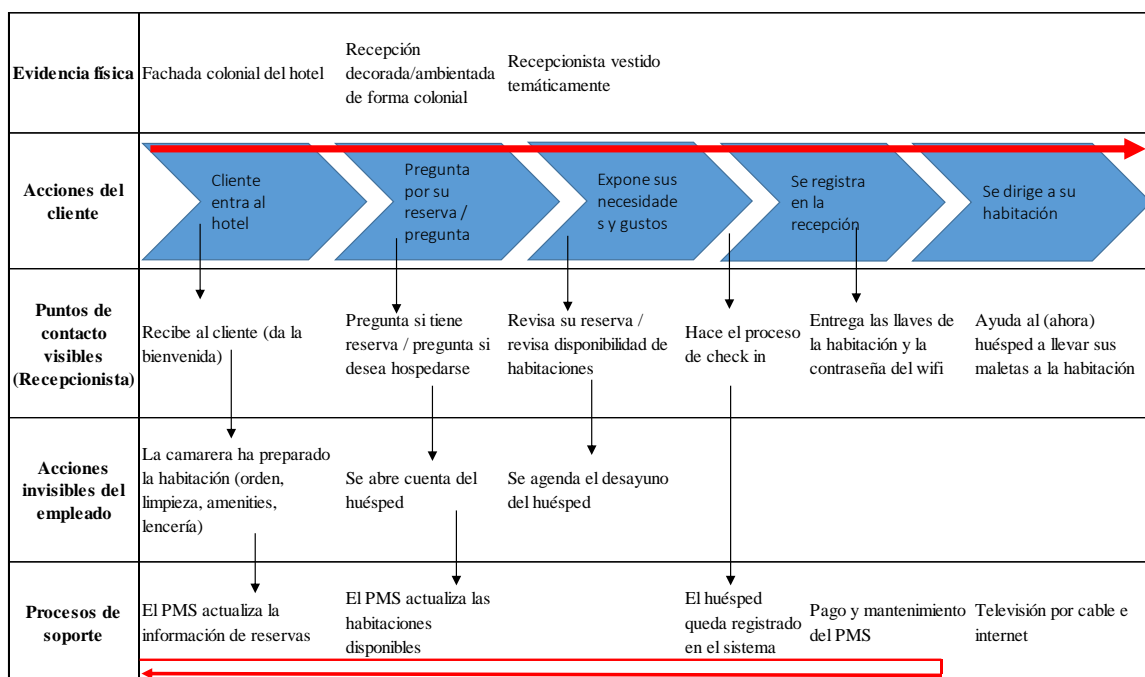 Evidencia física
Fachada colonial del hotel
Recepción
decorada/ambientada
de forma colonial
Recepcionista vestido
temáticamente
Acciones del
cliente
Cliente
entra al
hotel
Pregunta
por su
reserva /
pregunta
Expone sus
necesidade
s y gustos
Se registra
en la
recepción
Se dirige a su
habitación
Puntos de
contacto
visibles
(Recepcionista)
Recibe al cliente (da la
bienvenida)
Pregunta si tiene
reserva / pregunta si
desea hospedarse
Revisa su reserva /
revisa disponibilidad de
habitaciones
Hace el proceso
de check in
Entrega las llaves de
la habitación y la
contraseña del wifi
Ayuda al (ahora)
huésped a llevar sus
maletas a la habitación
Acciones
invisibles del
empleado
La camarera ha preparado
la habitación (orden,
limpieza, amenities,
lencería)
Se abre cuenta del
huésped
Se agenda el desayuno
del huésped
Procesos de
soporte
El PMS actualiza la
información de reservas
El PMS actualiza las
habitaciones
disponibles
El huésped
queda registrado
en el sistema
Pago y mantenimiento
del PMS
Televisión por cable e
internet